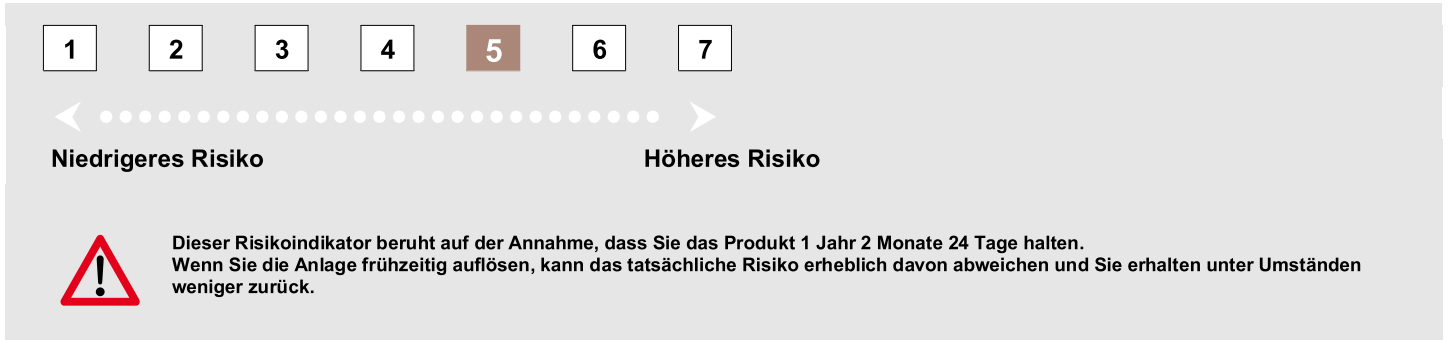 1 2 3 4 5 6 7
Niedrigeres Risiko Höheres Risiko
Dieser Risikoindikator beruht auf der Annahme, dass Sie das Produkt 1 Jahr 2 Monate 24 Tage halten.
Wenn Sie die Anlage frühzeitig auflösen, kann das tatsächliche Risiko erheblich davon abweichen und Sie erhalten unter Umständen
weniger zurück.